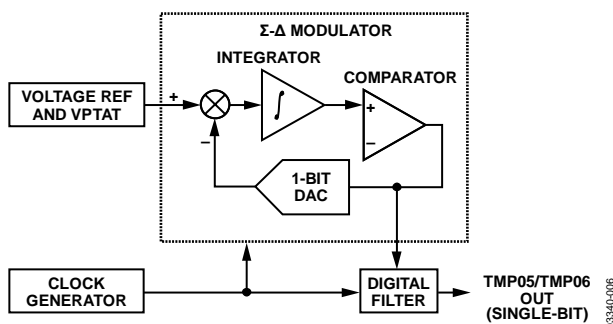 Σ-Δ MODULATOR
INTEGRATOR
COMPARATOR
VOLTAGE REF
AND VPTAT
+
−
∫
+
−
1-BIT
DAC
CLOCK
GENERATOR
DIGITAL
FILTER
TMP05/TMP06
OUT
(SINGLE-BIT)
3340-006